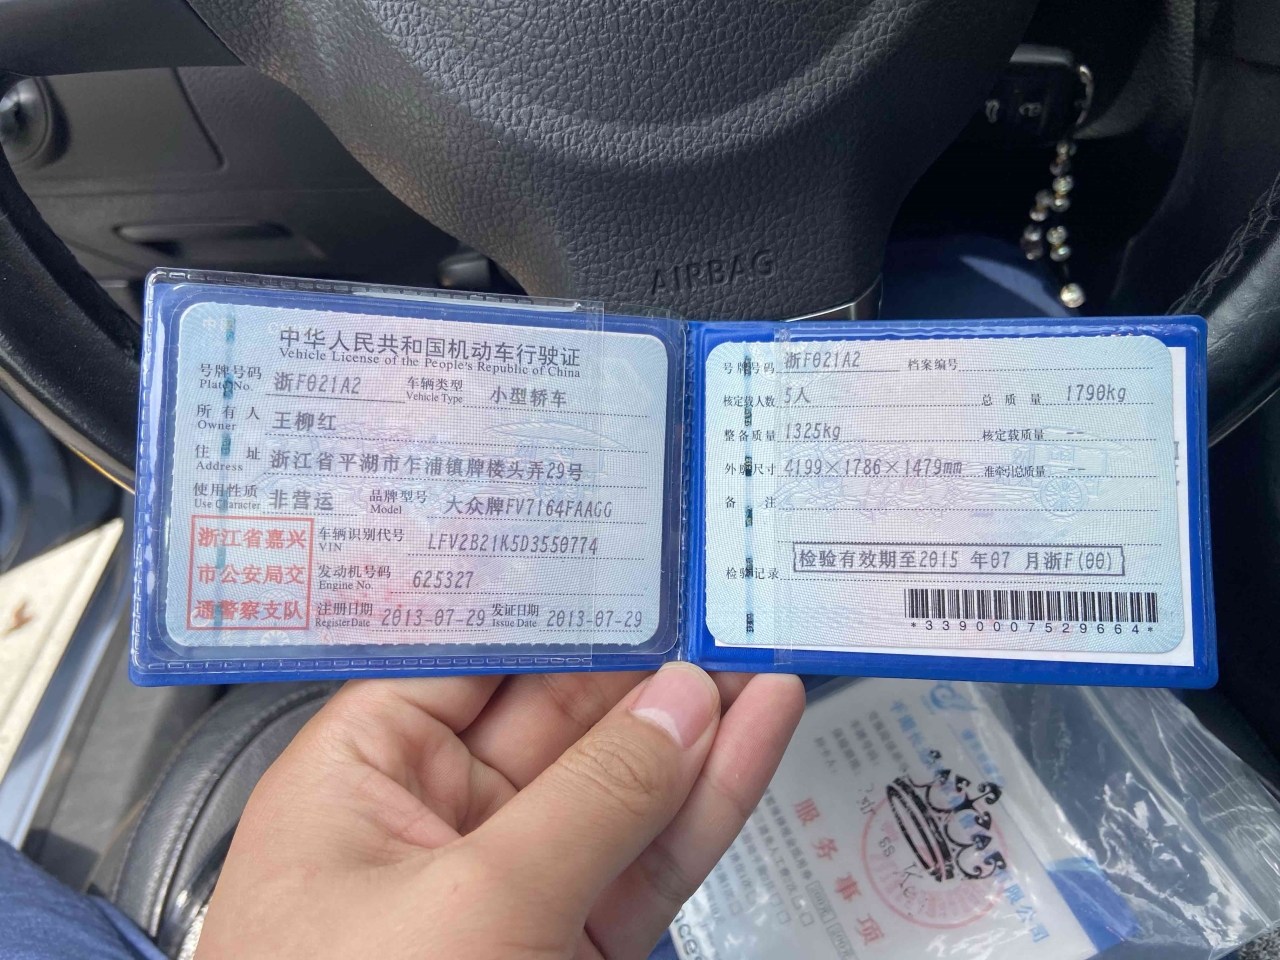 AIRBAG
中华人民共和国机动车行驶证
Vehicle License of the People's Republic of China
号牌号码 浙F021A2 车辆类型 小型轿车
Plate No. Vehicle Type
所有人 王柳红
Owner
住址 浙江省平湖市乍浦镇牌楼头弄29号
Address
使用性质 非营运 品牌型号 大众牌FV7164FAAGG
Use Character Model
浙江省嘉兴
市公安局交
通警察支队
车辆识别代号 LFV2B21K5D3550774
VIN
发动机号码 625327
Engine No.
注册日期 2013-07-29 发证日期 2013-07-29
Register Date Issue Date
号牌号码 浙F021A2 档案编号
核定载人数 5人 总质量 1790kg
整备质量 1325kg 核定载质量 --
外廓尺寸 4199×1786×1479mm 准牵引总质量 --
备注
检验有效期至2015 年07 月浙F(00)
检验记录
*3390007529664*
服务事项